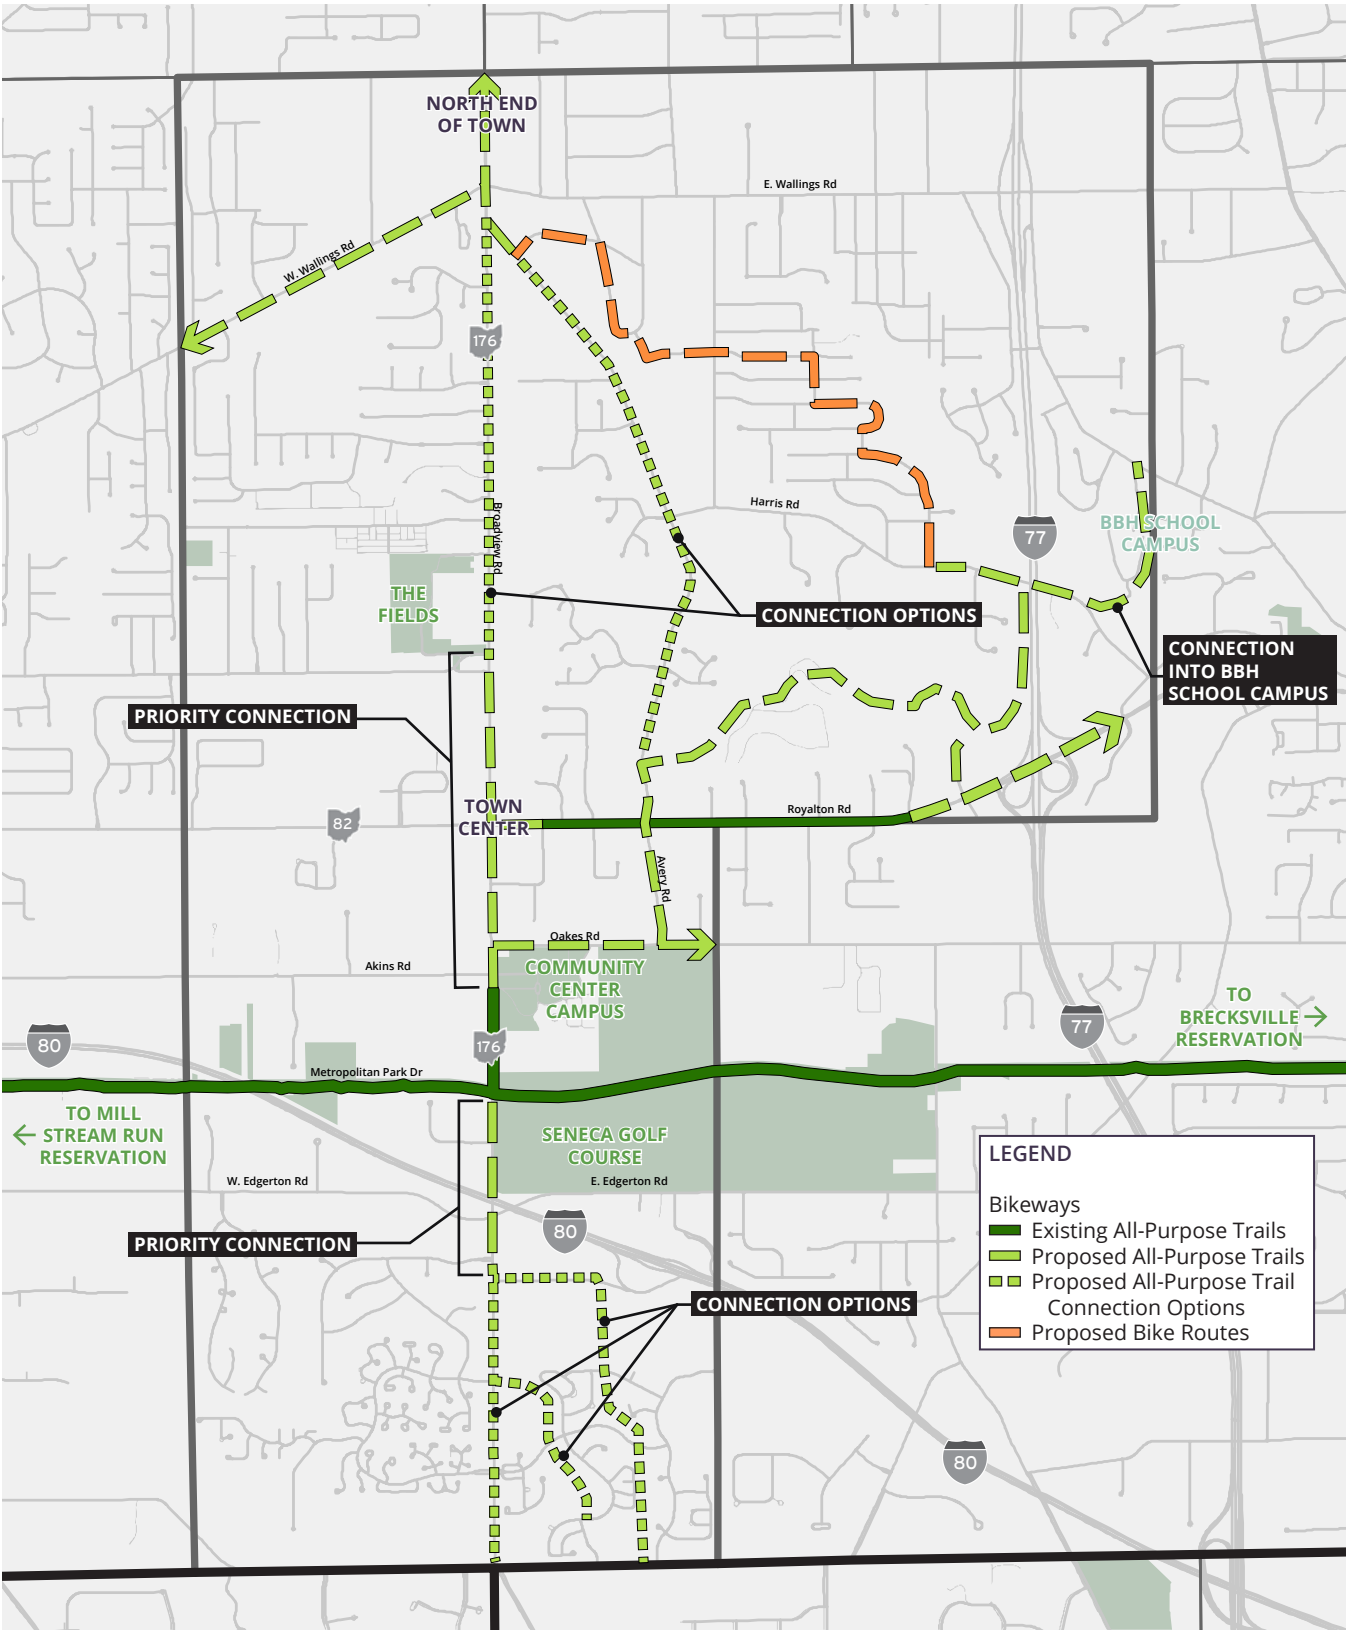 NORTH END
OF TOWN
E. Wallings Rd
W. Wallings Rd
176
Broadview Rd
Harris Rd
77
BBH SCHOOL
CAMPUS
THE
FIELDS
CONNECTION OPTIONS
CONNECTION
INTO BBH
SCHOOL CAMPUS
PRIORITY CONNECTION
TOWN
CENTER
82
Royalton Rd
Avery Rd
Oakes Rd
Akins Rd
COMMUNITY
CENTER
CAMPUS
TO
BRECKSVILLE
RESERVATION
77
80
176
Metropolitan Park Dr
TO MILL
STREAM RUN
RESERVATION
SENECA GOLF
COURSE
W. Edgerton Rd
E. Edgerton Rd
80
PRIORITY CONNECTION
CONNECTION OPTIONS
LEGEND
Bikeways
Existing All-Purpose Trails
Proposed All-Purpose Trails
Proposed All-Purpose Trail
Connection Options
Proposed Bike Routes
80